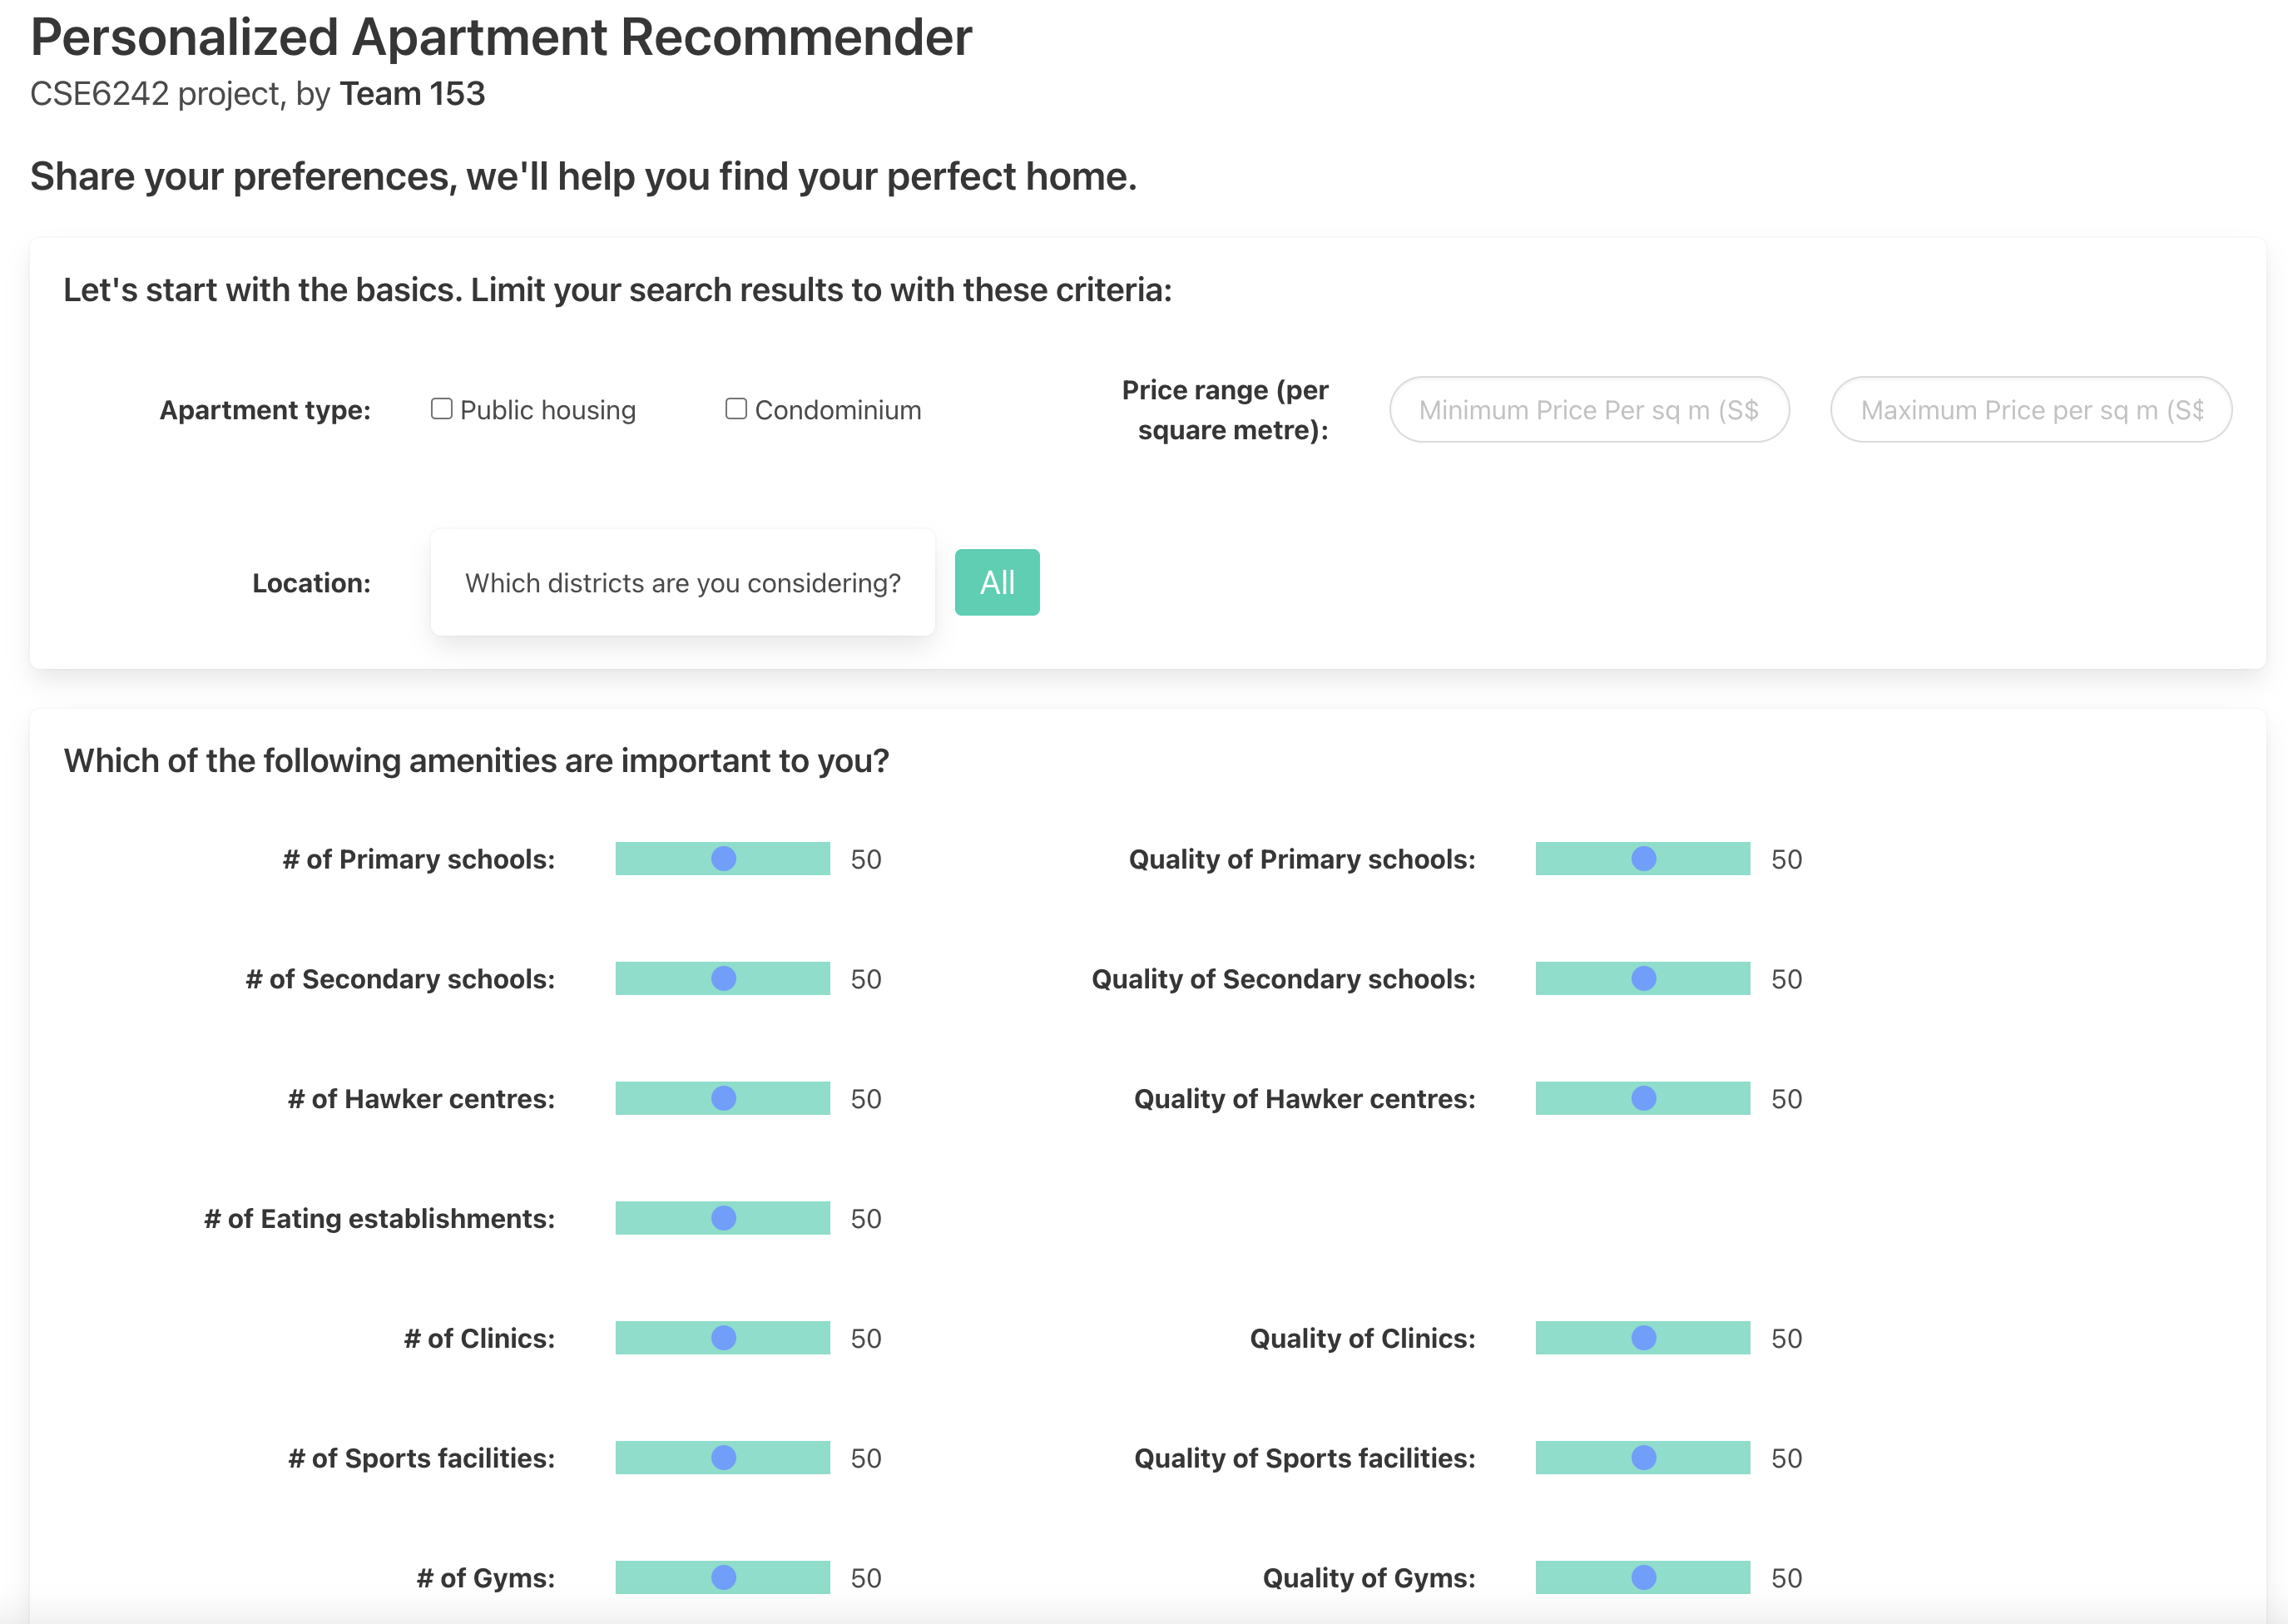 Personalized Apartment Recommender
CSE6242 project, by Team 153
Share your preferences, we'll help you find your perfect home.
Let's start with the basics. Limit your search results to with these criteria:
Apartment type:
Public housing
Condominium
Price range (per
square metre):
Minimum Price Per sq m (S$
Maximum Price per sq m (S$
Location:
Which districts are you considering?
All
Which of the following amenities are important to you?
# of Primary schools:
50
Quality of Primary schools:
50
# of Secondary schools:
50
Quality of Secondary schools:
50
# of Hawker centres:
50
Quality of Hawker centres:
50
# of Eating establishments:
50
# of Clinics:
50
Quality of Clinics:
50
# of Sports facilities:
50
Quality of Sports facilities:
50
# of Gyms:
50
Quality of Gyms:
50